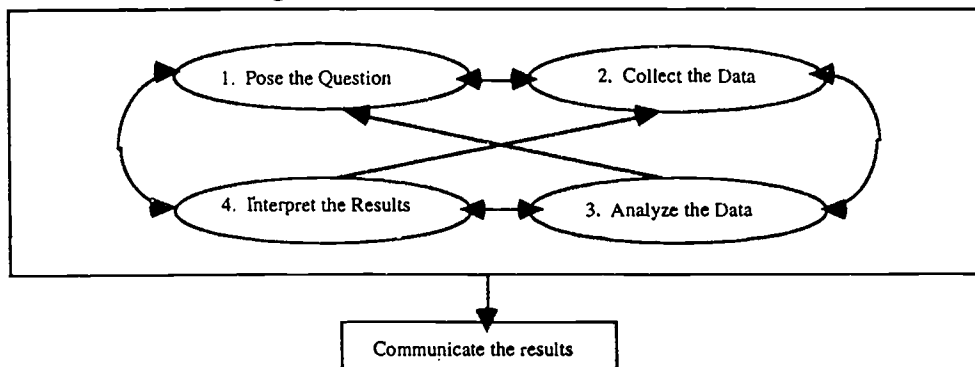 1. Pose the Question
2. Collect the Data
4. Interpret the Results
3. Analyze the Data
Communicate the results